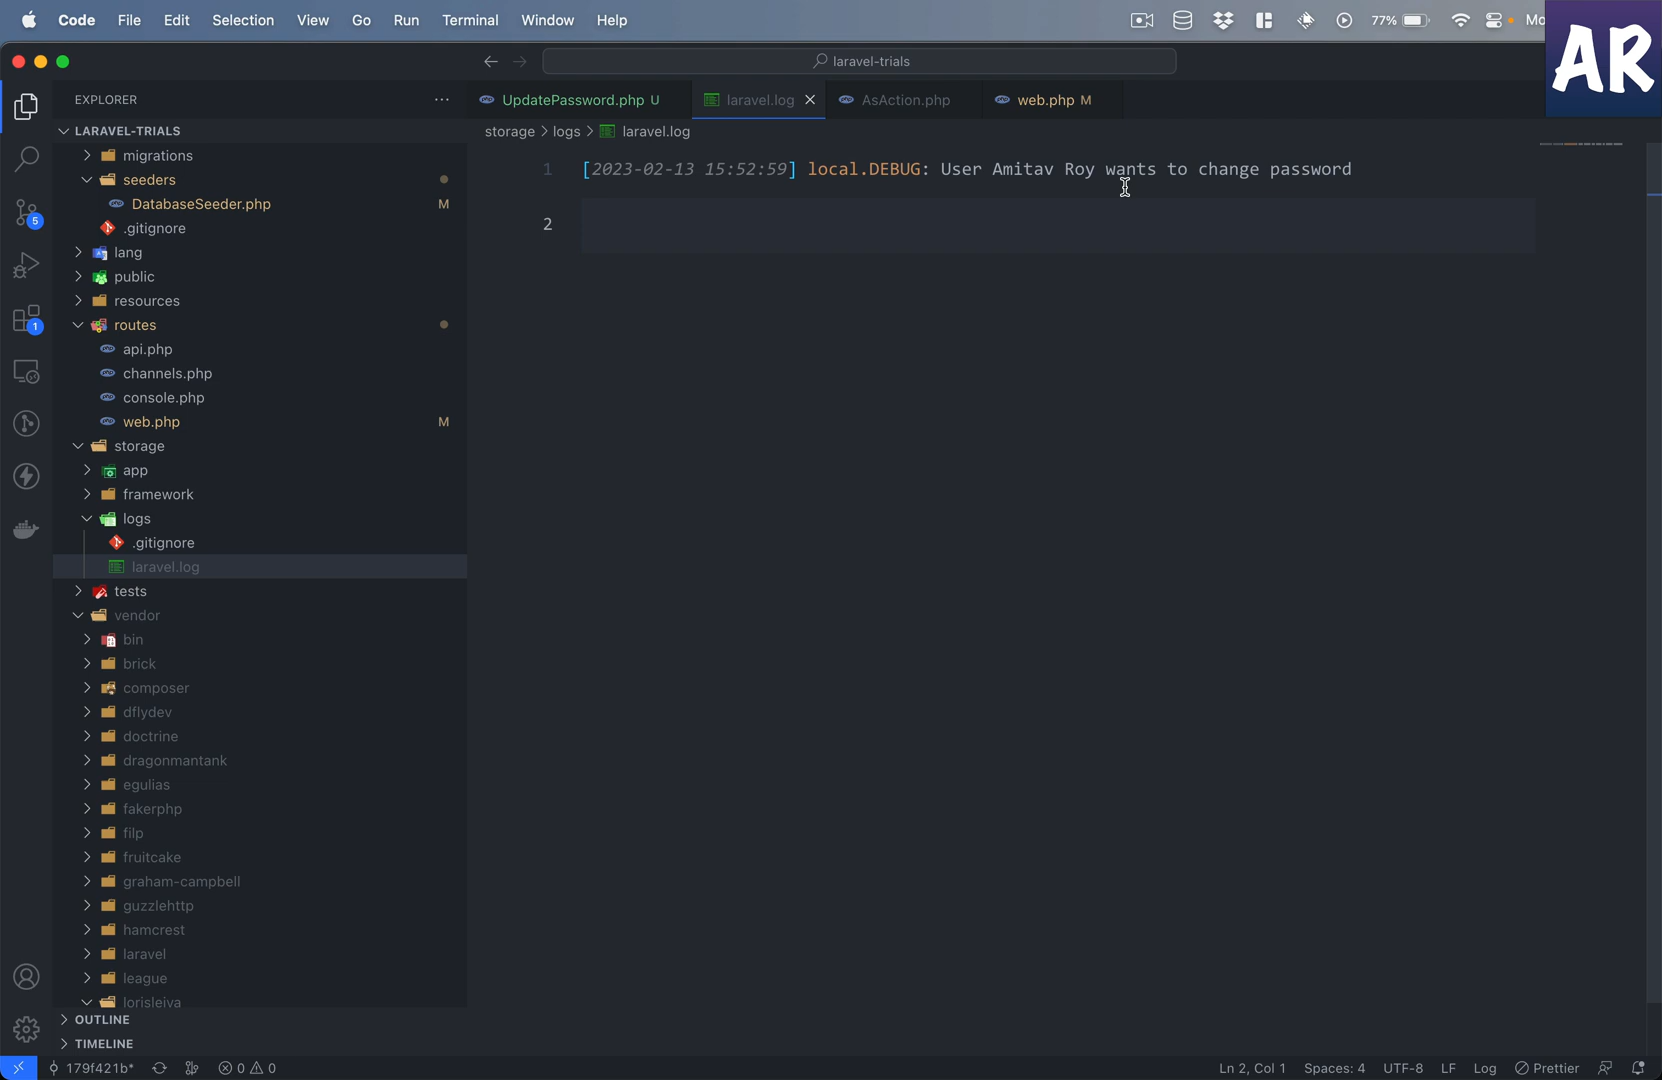 Code File Edit Selection View Go Run Terminal Window Help 77% Mo
AR
laravel-trials
EXPLORER
UpdatePassword.php U
laravel.log
AsAction.php
web.php M
LARAVEL-TRIALS
storage > logs > laravel.log
migrations
seeders
DatabaseSeeder.php M
.gitignore
lang
public
resources
routes
api.php
channels.php
console.php
web.php M
storage
app
framework
logs
.gitignore
laravel.log
tests
vendor
bin
brick
composer
dflydev
doctrine
dragonmantank
egulias
fakerphp
filp
fruitcake
graham-campbell
guzzlehttp
hamcrest
laravel
league
lorisleiva
OUTLINE
TIMELINE
5
1
1 [2023-02-13 15:52:59] local.DEBUG: User Amitav Roy wants to change password
2
179f421b* 0 0 Ln 2, Col 1 Spaces: 4 UTF-8 LF Log Prettier